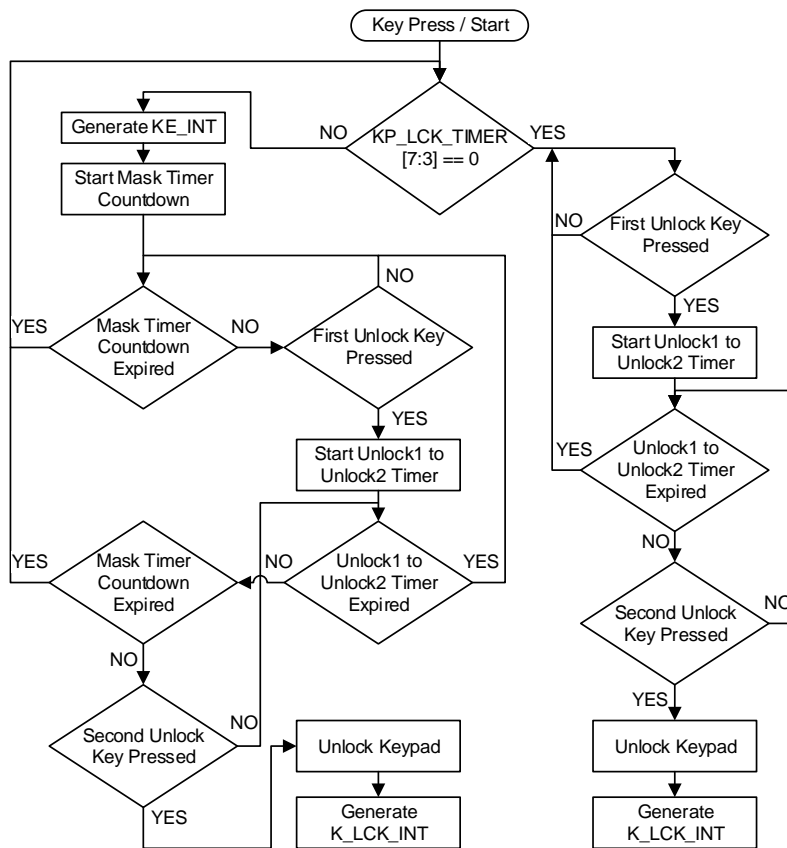 Key Press / Start
KP_LCK_TIMER
[7:3] == 0
NO
YES
Generate KE_INT
Start Mask Timer
Countdown
First Unlock Key
Pressed
NO
YES
Mask Timer
Countdown
Expired
YES
NO
First Unlock Key
Pressed
NO
YES
Start Unlock1 to
Unlock2 Timer
Start Unlock1 to
Unlock2 Timer
Unlock1 to
Unlock2 Timer
Expired
YES
NO
Mask Timer
Countdown
Expired
YES
NO
Unlock1 to
Unlock2 Timer
Expired
NO
YES
Second Unlock
Key Pressed
NO
YES
Second Unlock
Key Pressed
NO
YES
Unlock Keypad
Generate
K_LCK_INT
Unlock Keypad
Generate
K_LCK_INT